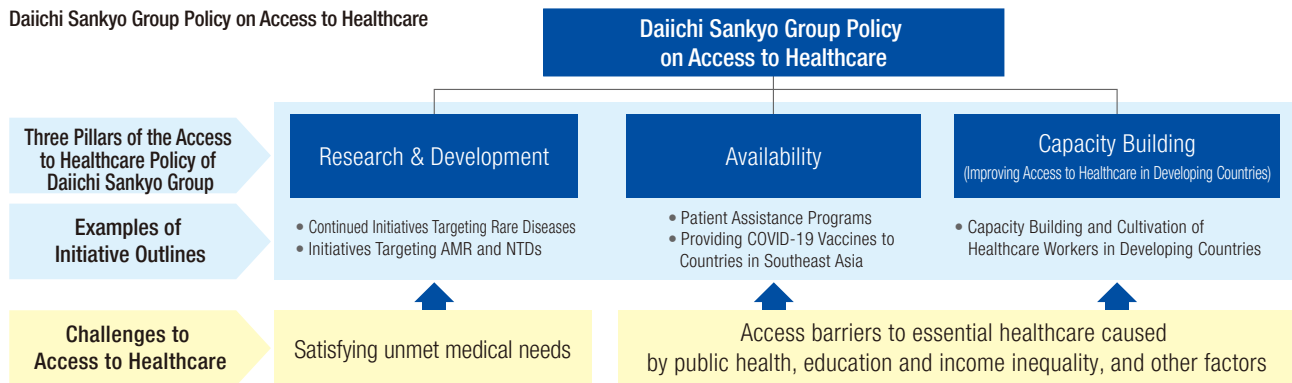 Daiichi Sankyo Group Policy on Access to Healthcare
Daiichi Sankyo Group Policy
on Access to Healthcare
Three Pillars of the Access
to Healthcare Policy of
Daiichi Sankyo Group
Research & Development
Availability
Capacity Building
(Improving Access to Healthcare in Developing Countries)
Examples of
Initiative Outlines
• Continued Initiatives Targeting Rare Diseases
• Initiatives Targeting AMR and NTDs
• Patient Assistance Programs
• Providing COVID-19 Vaccines to
Countries in Southeast Asia
• Capacity Building and Cultivation of
Healthcare Workers in Developing Countries
Challenges to
Access to Healthcare
Satisfying unmet medical needs
Access barriers to essential healthcare caused
by public health, education and income inequality, and other factors